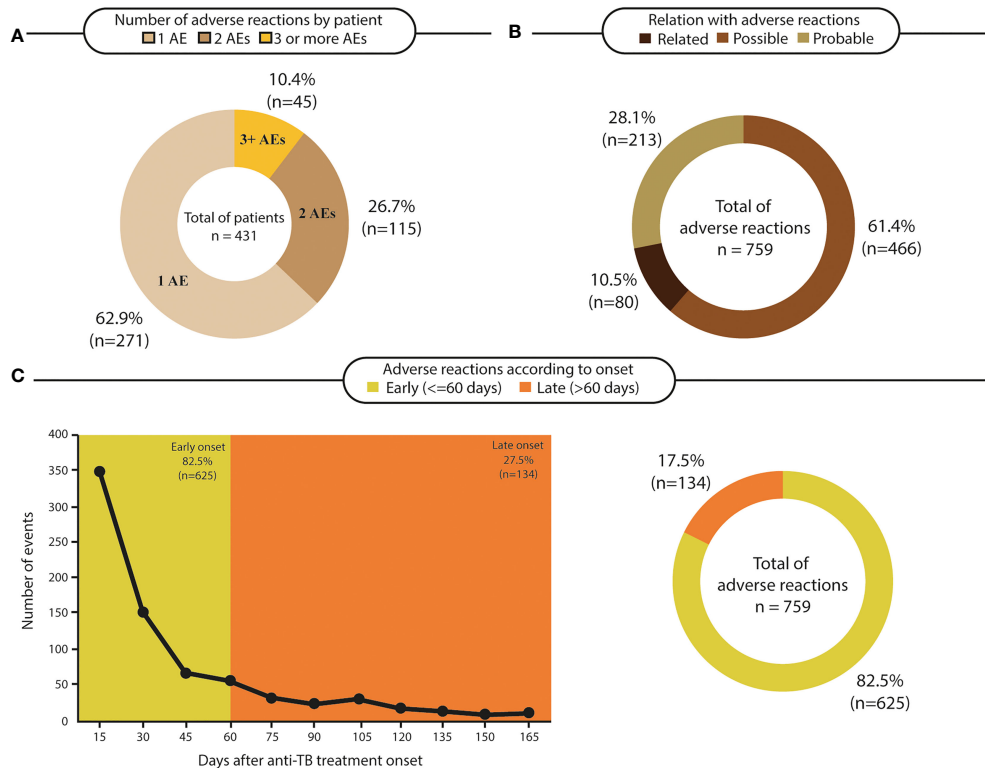 A
Number of adverse reactions by patient
1 AE 2 AEs 3 or more AEs
10.4%
(n=45)
3+ AEs
2 AEs
26.7%
(n=115)
Total of patients
n = 431
1 AE
62.9%
(n=271)
B
Relation with adverse reactions
Related Possible Probable
28.1%
(n=213)
Total of
adverse reactions
n = 759
61.4%
(n=466)
10.5%
(n=80)
C
Adverse reactions according to onset
Early (<=60 days) Late (>60 days)
Number of events
400
350
300
250
200
150
100
50
0
Early onset
82.5%
(n=625)
Late onset
27.5%
(n=134)
15 30 45 60 75 90 105 120 135 150 165
Days after anti-TB treatment onset
17.5%
(n=134)
Total of
adverse reactions
n = 759
82.5%
(n=625)